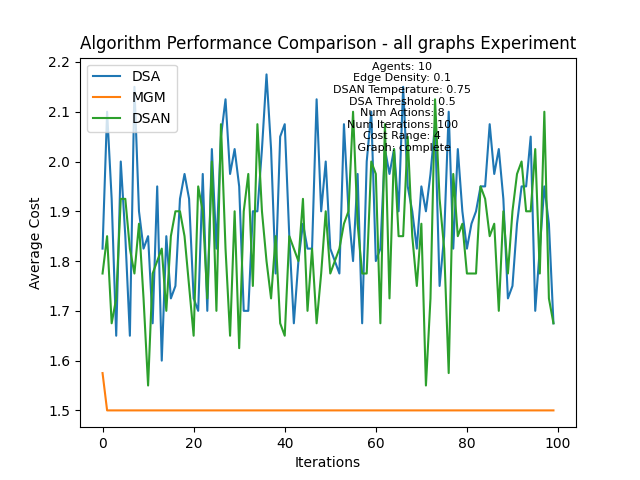 Algorithm Performance Comparison - all graphs Experiment
DSA
MGM
DSAN
Agents: 10
Edge Density: 0.1
DSAN Temperature: 0.75
DSA Threshold: 0.5
Num Actions: 8
Num Iterations: 100
Cost Range: 4
Graph: complete
Average Cost
2.2
2.1
2.0
1.9
1.8
1.7
1.6
1.5
0 20 40 60 80 100
Iterations